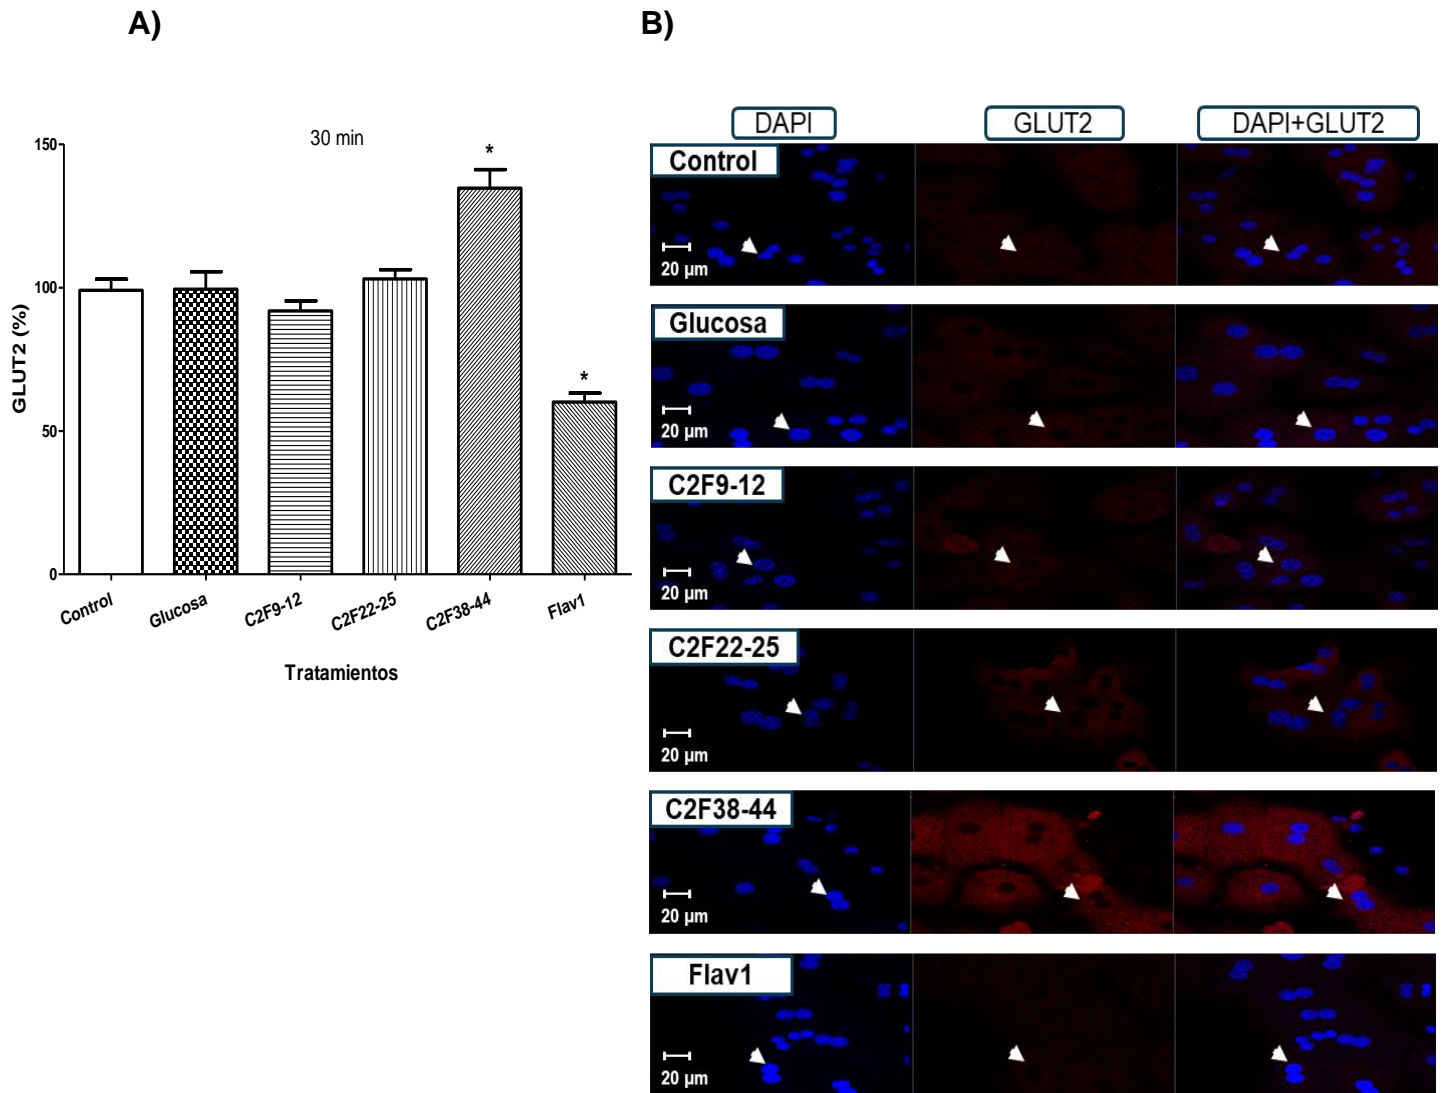 A)
B)
30 min
150
100
50
0
GLUT2 (%)
*
*
Control
Glucosa
C2F9-12
C2F22-25
C2F38-44
Flav1
Tratamientos
DAPI
GLUT2
DAPI+GLUT2
Control
20 µm
Glucosa
20 µm
C2F9-12
20 µm
C2F22-25
20 µm
C2F38-44
20 µm
Flav1
20 µm